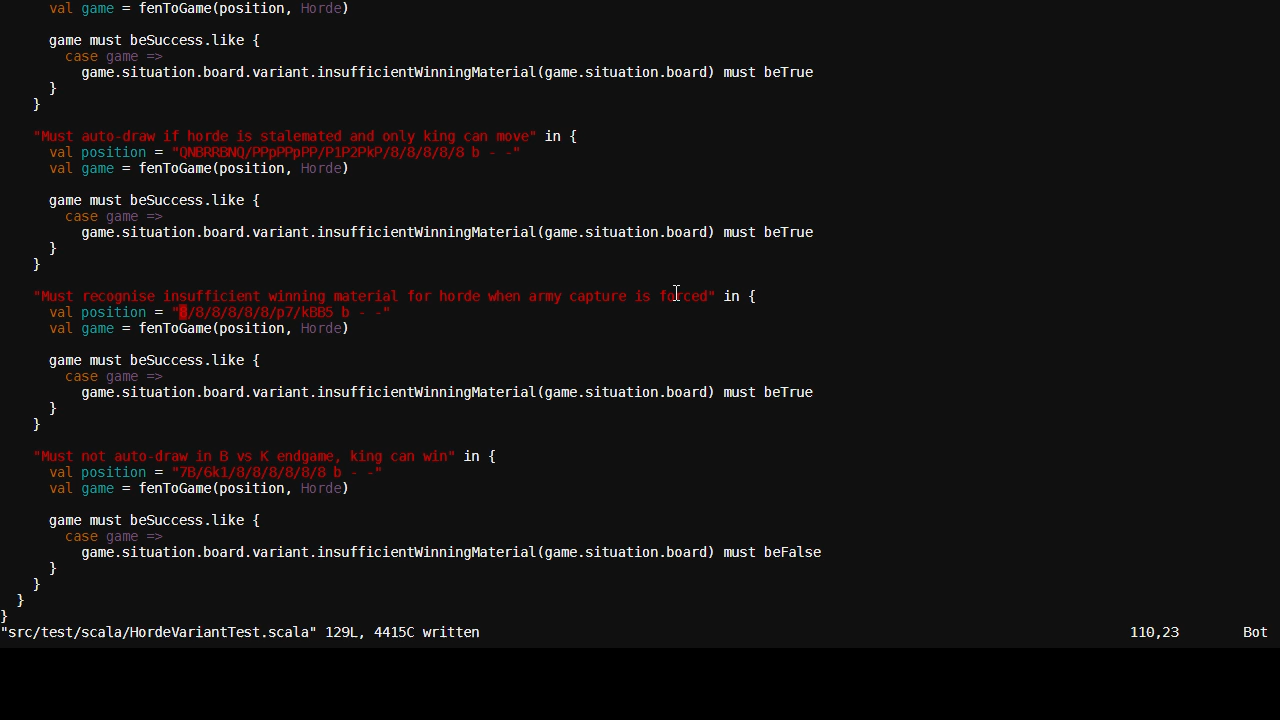 val game = fenToGame(position, Horde)
game must beSuccess.like {
case game =>
game.situation.board.variant.insufficientWinningMaterial(game.situation.board) must beTrue
}
}
"Must auto-draw if horde is stalemated and only king can move" in {
val position = "QNBRRBNQ/PPpPPpPP/P1P2PkP/8/8/8/8/8 b - -"
val game = fenToGame(position, Horde)
game must beSuccess.like {
case game =>
game.situation.board.variant.insufficientWinningMaterial(game.situation.board) must beTrue
}
}
"Must recognise insufficient winning material for horde when army capture is forced" in {
val position = "8/8/8/8/8/8/p7/kBB5 b - -"
val game = fenToGame(position, Horde)
game must beSuccess.like {
case game =>
game.situation.board.variant.insufficientWinningMaterial(game.situation.board) must beTrue
}
}
"Must not auto-draw in B vs K endgame, king can win" in {
val position = "7B/6k1/8/8/8/8/8/8 b - -"
val game = fenToGame(position, Horde)
game must beSuccess.like {
case game =>
game.situation.board.variant.insufficientWinningMaterial(game.situation.board) must beFalse
}
}
}
}
"src/test/scala/HordeVariantTest.scala" 129L, 4415C written 110,23 Bot